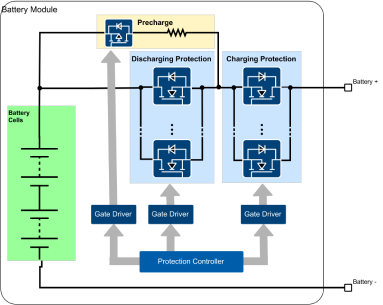 Battery Module
Precharge
Discharging Protection
Charging Protection
Battery +
Battery
Cells
Gate Driver
Gate Driver
Gate Driver
Protection Controller
Battery -